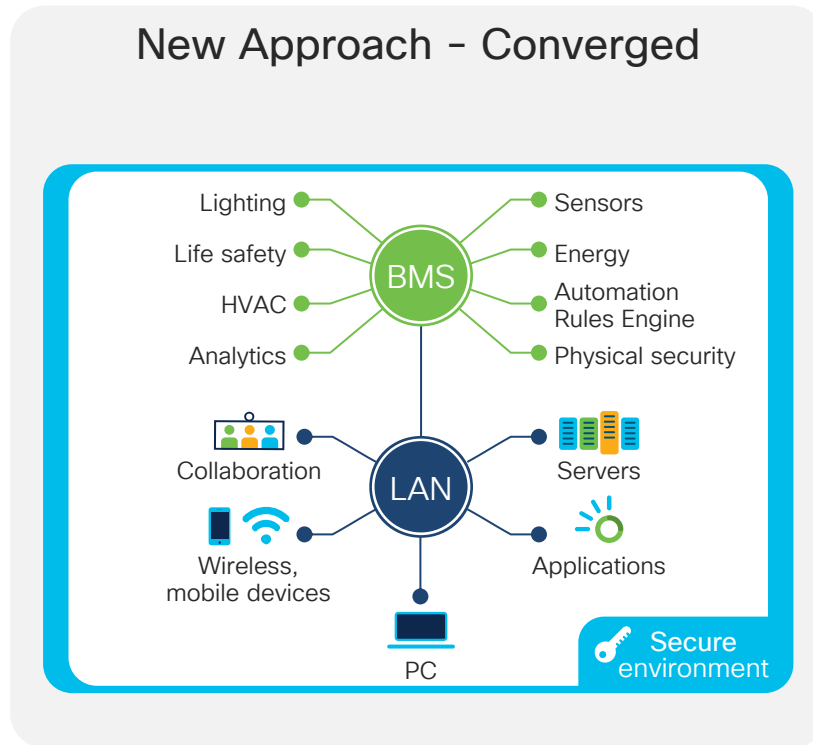 New Approach - Converged
Lighting
Life safety
HVAC
Analytics
BMS
Sensors
Energy
Automation
Rules Engine
Physical security
Collaboration
Wireless,
mobile devices
LAN
Servers
Applications
PC
Secure
environment